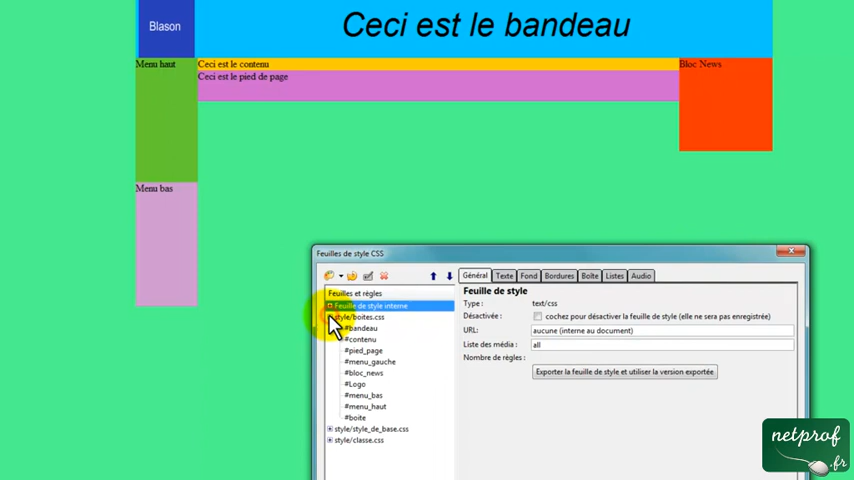 Blason
Ceci est le bandeau
Menu haut
Ceci est le contenu
Bloc News
Ceci est le pied de page
Menu bas
Feuilles de style CSS
Général Texte Fond Bordures Boîte Listes Audio
Feuilles et règles
Feuille de style interne
style/boites.css
#bandeau
#contenu
#pied_page
#menu_gauche
#bloc_news
#Logo
#menu_bas
#menu_haut
#boite
style/style_de_base.css
style/classe.css
Feuille de style
Type : text/css
Désactivée : cochez pour désactiver la feuille de style (elle ne sera pas enregistrée)
URL: aucune (interne au document)
Liste des média : all
Nombre de règles :
Exporter la feuille de style et utiliser la version exportée
netprof
.fr